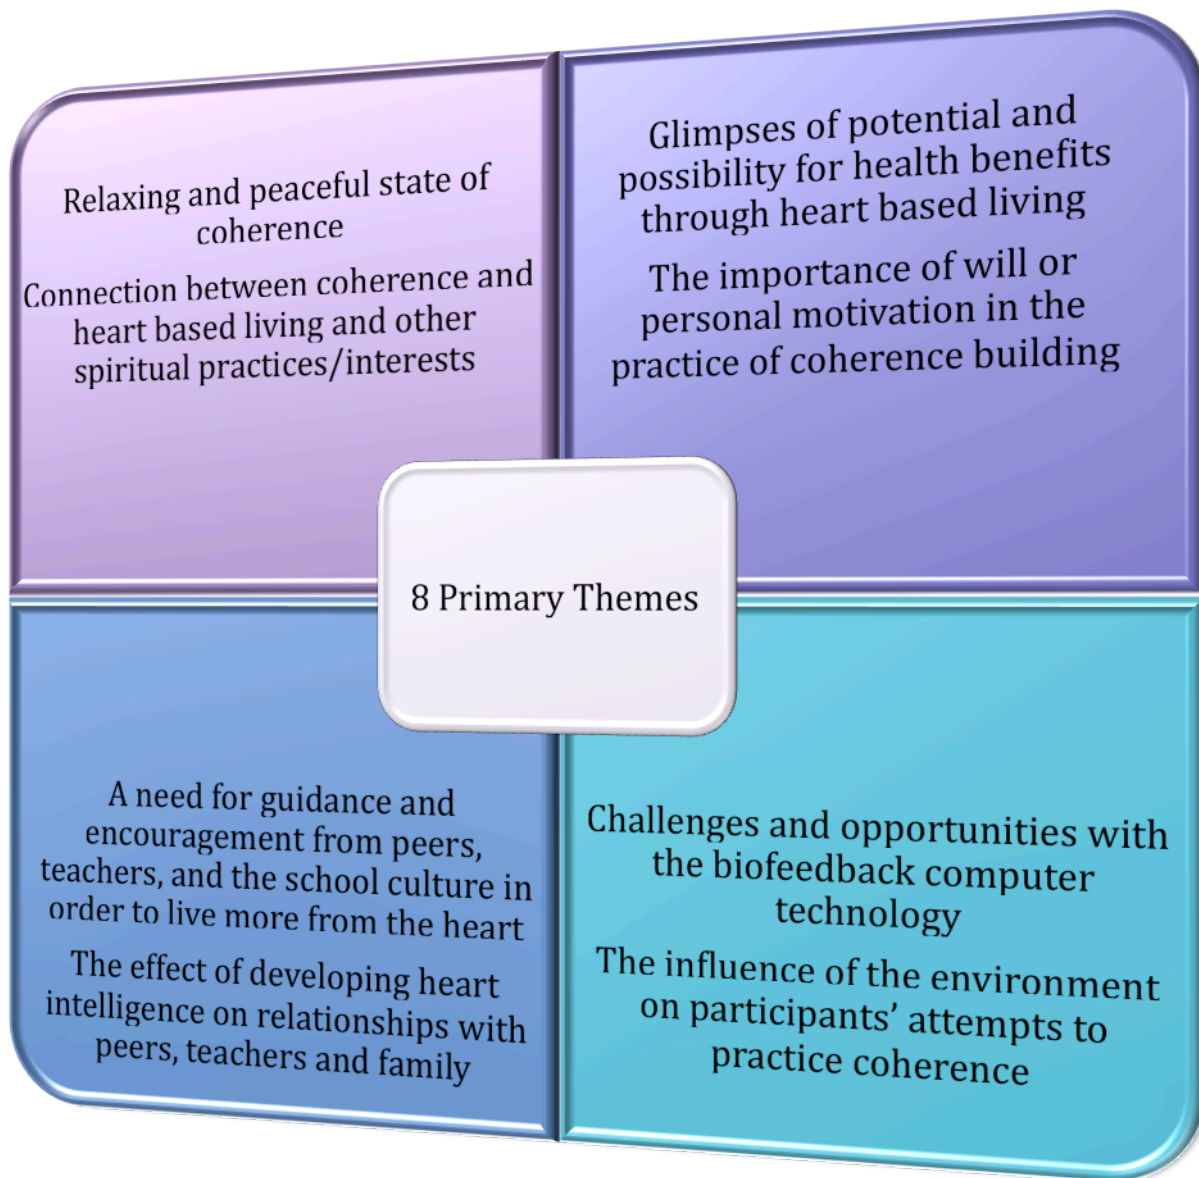 Relaxing and peaceful state of
coherence
Connection between coherence and
heart based living and other
spiritual practices/interests
Glimpses of potential and
possibility for health benefits
through heart based living
The importance of will or
personal motivation in the
practice of coherence building
8 Primary Themes
A need for guidance and
encouragement from peers,
teachers, and the school culture in
order to live more from the heart
The effect of developing heart
intelligence on relationships with
peers, teachers and family
Challenges and opportunities with
the biofeedback computer
technology
The influence of the environment
on participants’ attempts to
practice coherence